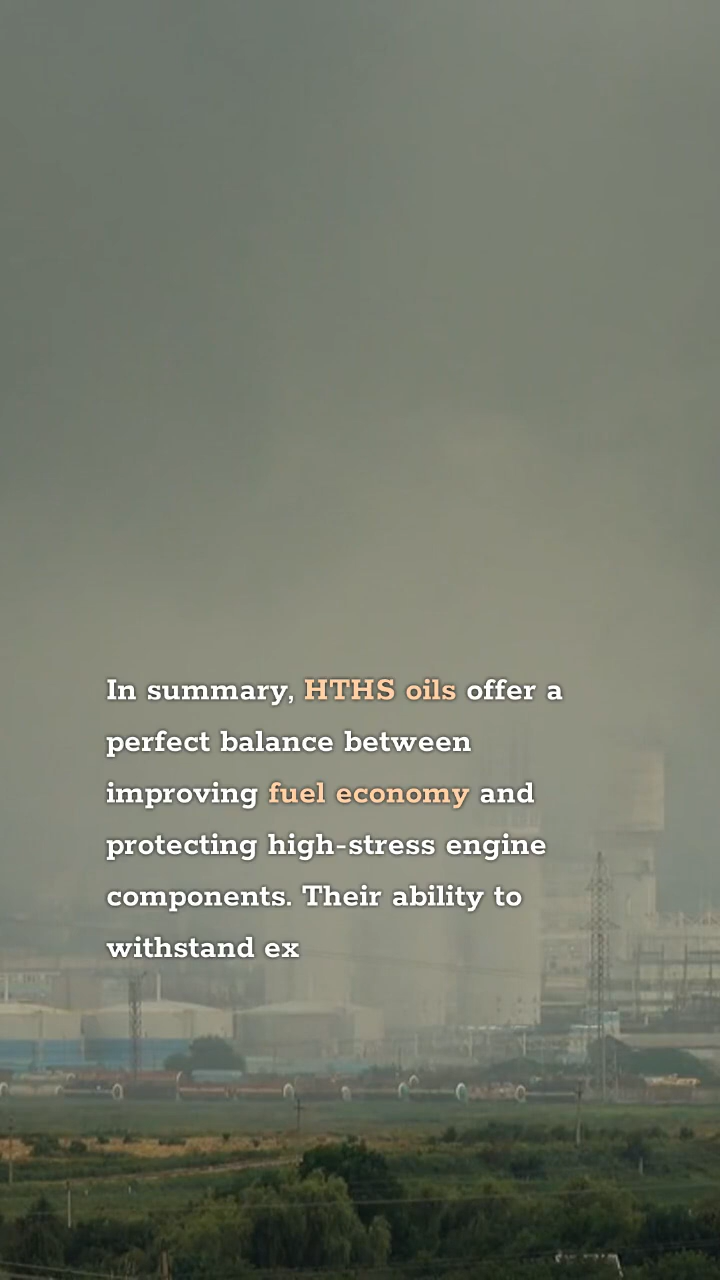 In summary, HTHS oils offer a
perfect balance between
improving fuel economy and
protecting high-stress engine
components. Their ability to
withstand ex